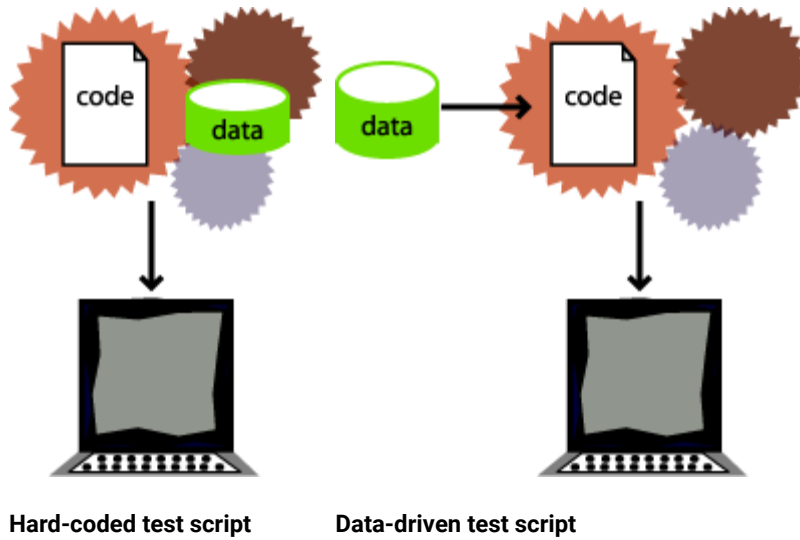 code
data
Hard-coded test script
data
code
Data-driven test script